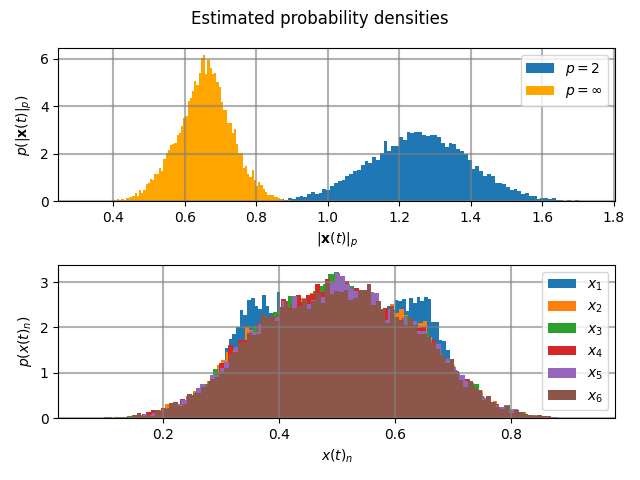 Estimated probability densities
p(|x(t)|ₚ)
6
4
2
0
0.4 0.6 0.8 1.0 1.2 1.4 1.6 1.8
|x(t)|ₚ
p = 2
p = ∞
p(x(t)ₙ)
3
2
1
0
0.2 0.4 0.6 0.8
x(t)ₙ
x₁
x₂
x₃
x₄
x₅
x₆